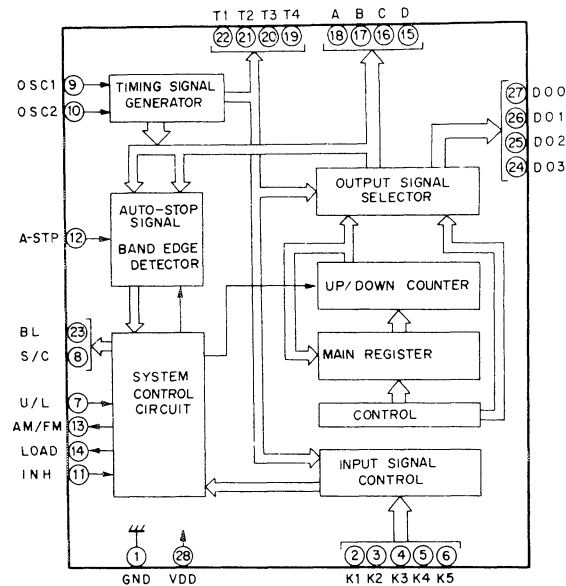 T1 T2 T3 T4 A B C D
22 21 20 19 18 17 16 15
OSC1 9
OSC2 10
TIMING SIGNAL
GENERATOR
27 DO0
26 DO1
25 DO2
24 DO3
OUTPUT SIGNAL
SELECTOR
AUTO-STOP
SIGNAL
BAND EDGE
DETECTOR
A-STP 12
UP/DOWN COUNTER
BL 23
S/C 8
MAIN REGISTER
SYSTEM
CONTROL
CIRCUIT
U/L 7
AM/FM 13
LOAD 14
INH 11
CONTROL
INPUT SIGNAL
CONTROL
1 28 2 3 4 5 6
GND VDD K1 K2 K3 K4 K5